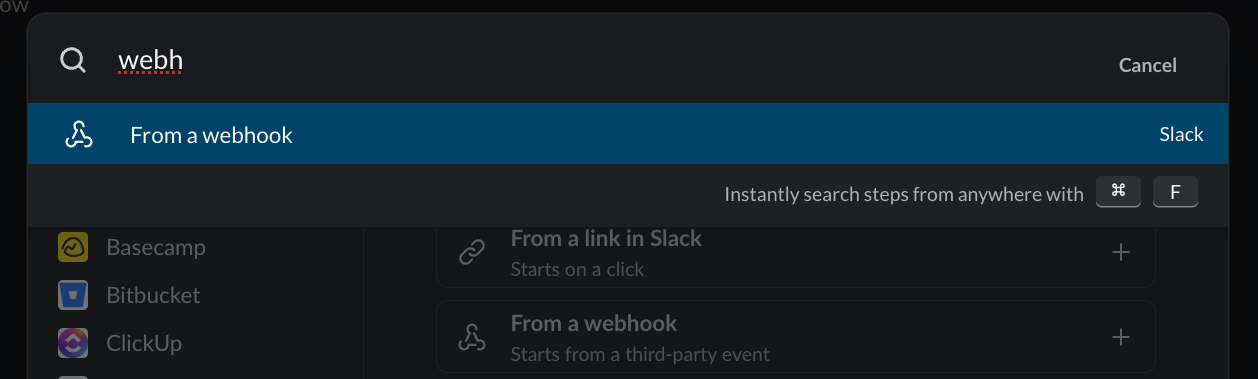 ow
webh
Cancel
From a webhook
Slack
Instantly search steps from anywhere with ⌘ F
Basecamp
Bitbucket
ClickUp
From a link in Slack
Starts on a click
From a webhook
Starts from a third-party event